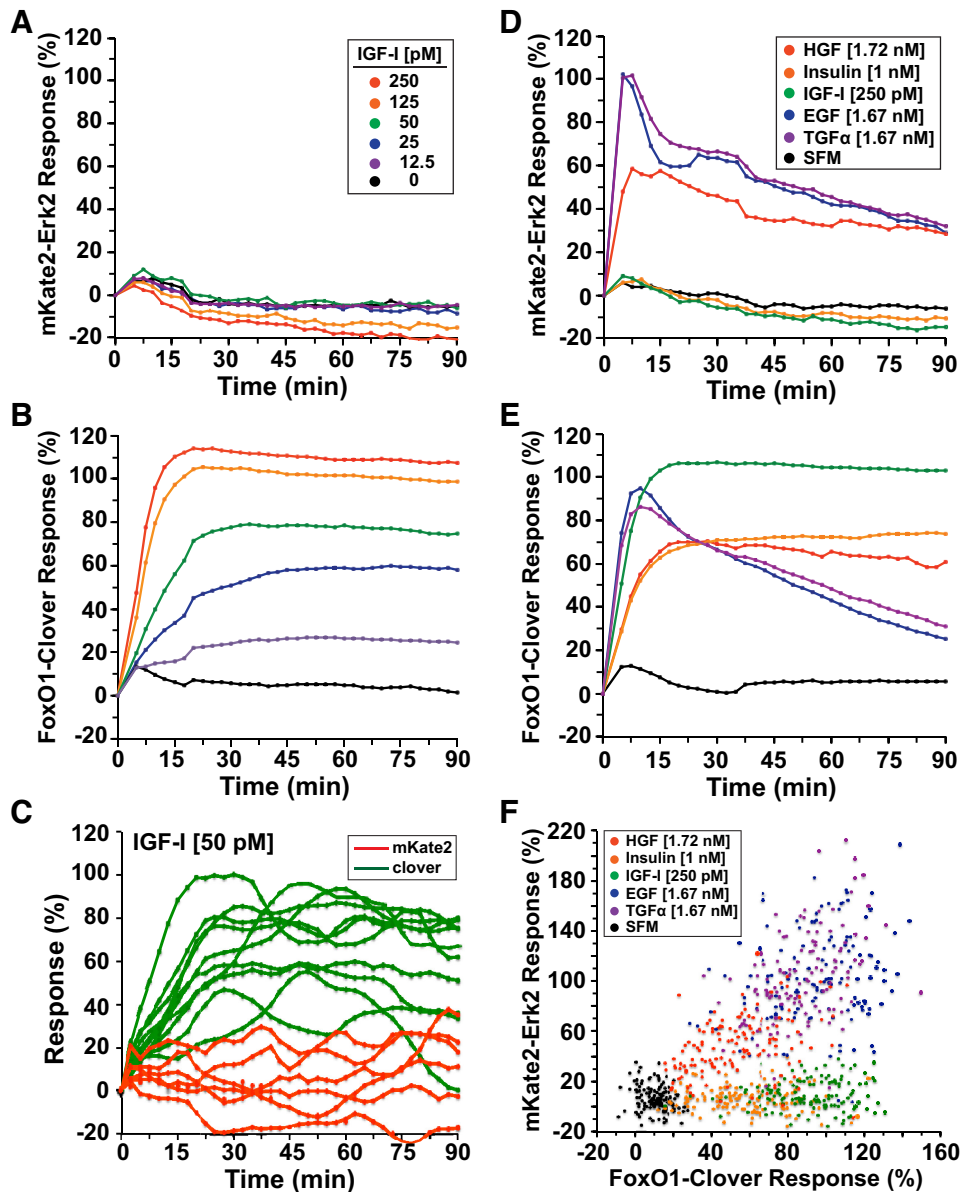 A
mKate2-Erk2 Response (%)
120
100
80
60
40
20
0
-20
IGF-I [pM]
250
125
50
25
12.5
0
0 15 30 45 60 75 90
Time (min)
D
mKate2-Erk2 Response (%)
120
100
80
60
40
20
0
-20
HGF [1.72 nM]
Insulin [1 nM]
IGF-I [250 pM]
EGF [1.67 nM]
TGFα [1.67 nM]
SFM
0 15 30 45 60 75 90
Time (min)
B
FoxO1-Clover Response (%)
120
100
80
60
40
20
0
-20
0 15 30 45 60 75 90
Time (min)
E
FoxO1-Clover Response (%)
120
100
80
60
40
20
0
-20
0 15 30 45 60 75 90
Time (min)
C
Response (%)
120
100
80
60
40
20
0
-20
IGF-I [50 pM]
mKate2
clover
0 15 30 45 60 75 90
Time (min)
F
mKate2-Erk2 Response (%)
220
180
140
100
60
20
-20
HGF [1.72 nM]
Insulin [1 nM]
IGF-I [250 pM]
EGF [1.67 nM]
TGFα [1.67 nM]
SFM
-20 0 20 40 60 80 100 120 160
FoxO1-Clover Response (%)